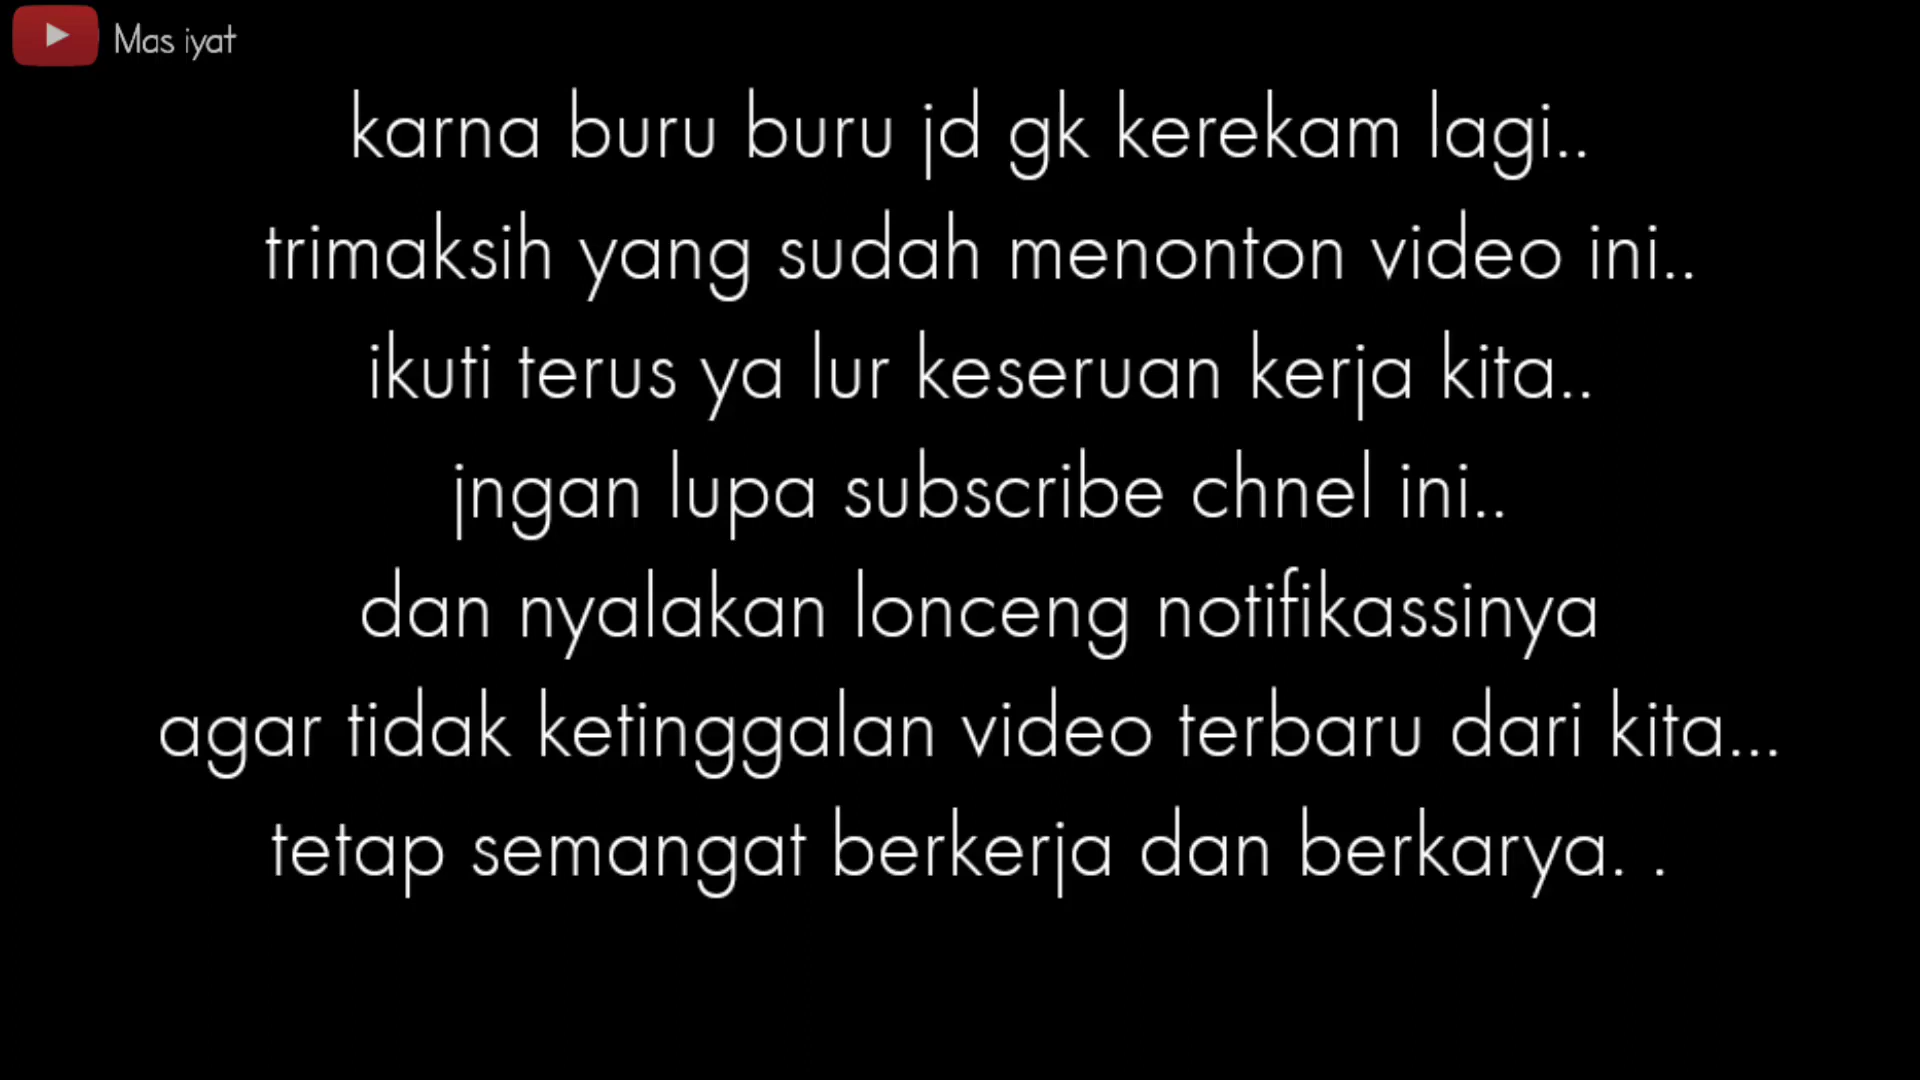 Mas iyat
karna buru buru jd gk kerekam lagi..
trimaksih yang sudah menonton video ini..
ikuti terus ya lur keseruan kerja kita..
jngan lupa subscribe chnel ini..
dan nyalakan lonceng notifikassinya
agar tidak ketinggalan video terbaru dari kita...
tetap semangat berkerja dan berkarya. .